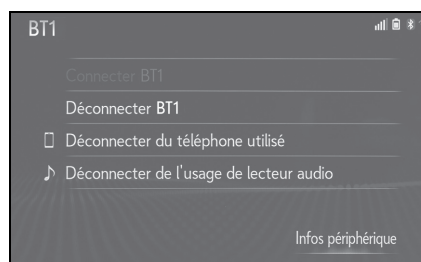 BT1
Connecter BT1
Déconnecter BT1
Déconnecter du téléphone utilisé
Déconnecter de l'usage de lecteur audio
Infos périphérique